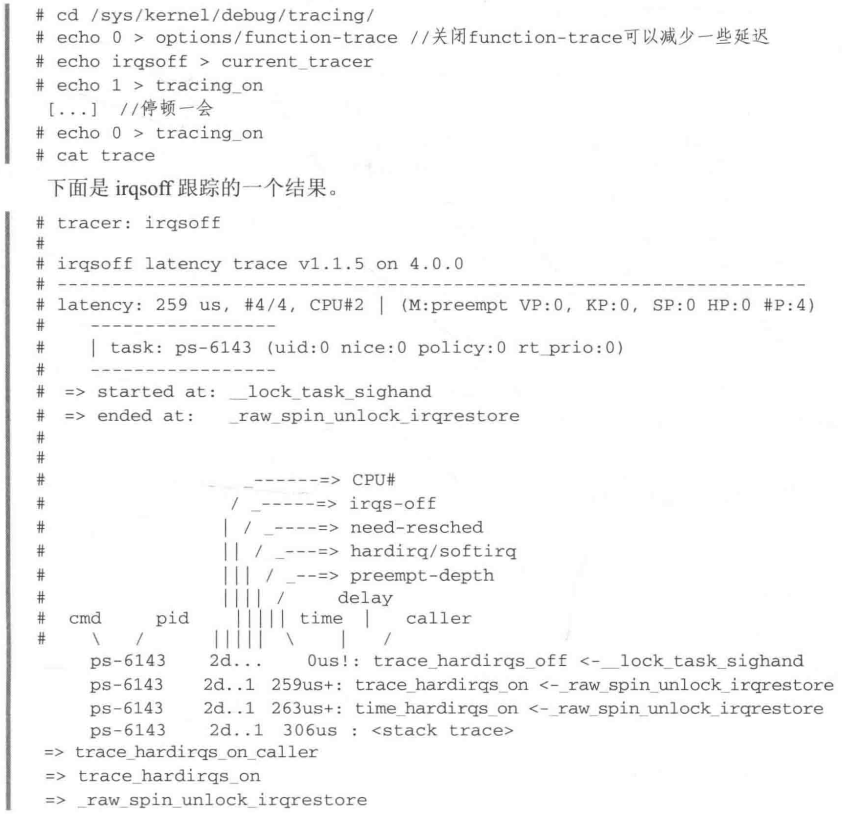 # cd /sys/kernel/debug/tracing/
# echo 0 > options/function-trace //关闭function-trace可以减少一些延迟
# echo irqsoff > current_tracer
# echo 1 > tracing_on
[...] //停顿一会
# echo 0 > tracing_on
# cat trace
下面是 irqsoff 跟踪的一个结果。
# tracer: irqsoff
#
# irqsoff latency trace v1.1.5 on 4.0.0
# --------------------------------------------------------------------
# latency: 259 us, #4/4, CPU#2 | (M:preempt VP:0, KP:0, SP:0 HP:0 #P:4)
#    -----------------
#    | task: ps-6143 (uid:0 nice:0 policy:0 rt_prio:0)
#    -----------------
#  => started at: __lock_task_sighand
#  => ended at:   _raw_spin_unlock_irqrestore
#
#
#                  _------=> CPU#
#                 / _-----=> irqs-off
#                | / _----=> need-resched
#                || / _---=> hardirq/softirq
#                ||| / _--=> preempt-depth
#                |||| /     delay
#  cmd     pid   ||||| time  |   caller
#     \   /      |||||  \    |   /
    ps-6143    2d...    0us!: trace_hardirqs_off <-__lock_task_sighand
    ps-6143    2d..1  259us+: trace_hardirqs_on <-_raw_spin_unlock_irqrestore
    ps-6143    2d..1  263us+: time_hardirqs_on <-_raw_spin_unlock_irqrestore
    ps-6143    2d..1  306us : <stack trace>
=> trace_hardirqs_on_caller
=> trace_hardirqs_on
=> _raw_spin_unlock_irqrestore